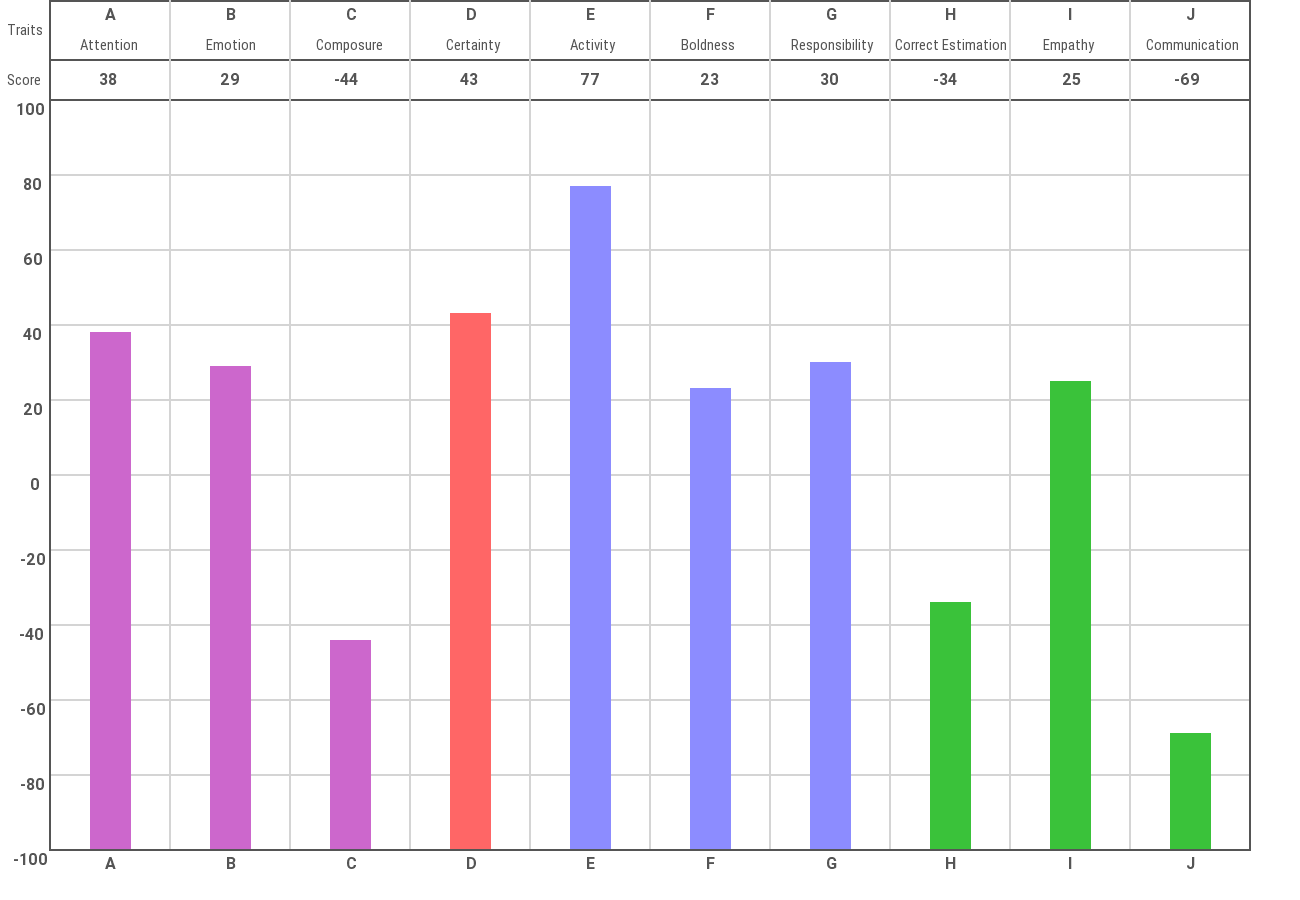 Traits A B C D E F G H I J
Attention Emotion Composure Certainty Activity Boldness Responsibility Correct Estimation Empathy Communication
Score 38 29 -44 43 77 23 30 -34 25 -69
100
80
60
40
20
0
-20
-40
-60
-80
-100
A B C D E F G H I J